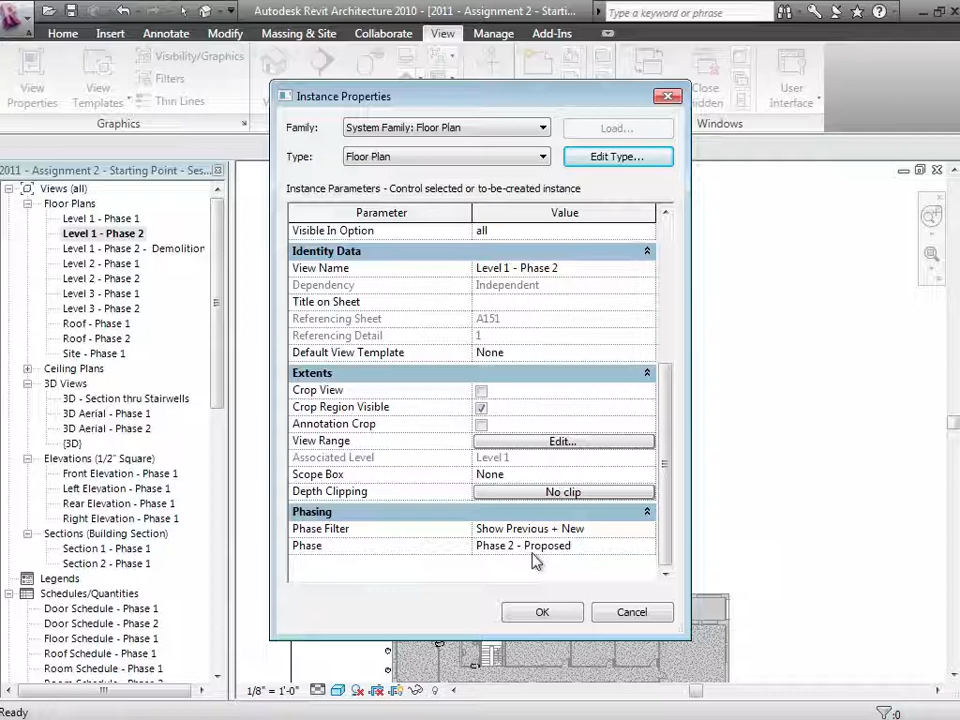 Autodesk Revit Architecture 2010 - [2011 - Assignment 2 - Starting Point - Ses...
Type a keyword or phrase
Home Insert Annotate Modify Massing & Site Collaborate View Manage Add-Ins
View Properties
View Templates
Visibility/Graphics
Filters
Thin Lines
Close Hidden
User Interface
Graphics
Windows
2011 - Assignment 2 - Starting Point - Ses...
Views (all)
Floor Plans
Level 1 - Phase 1
Level 1 - Phase 2
Level 1 - Phase 2 - Demolition
Level 2 - Phase 1
Level 2 - Phase 2
Level 3 - Phase 1
Level 3 - Phase 2
Roof - Phase 1
Roof - Phase 2
Site - Phase 1
Ceiling Plans
3D Views
3D - Section thru Stairwells
3D Aerial - Phase 1
3D Aerial - Phase 2
{3D}
Elevations (1/2" Square)
Front Elevation - Phase 1
Left Elevation - Phase 1
Rear Elevation - Phase 1
Right Elevation - Phase 1
Sections (Building Section)
Section 1 - Phase 1
Section 2 - Phase 1
Legends
Schedules/Quantities
Door Schedule - Phase 1
Door Schedule - Phase 2
Floor Schedule - Phase 1
Roof Schedule - Phase 1
Room Schedule - Phase 1
Instance Properties
Family: System Family: Floor Plan Load...
Type: Floor Plan Edit Type...
Instance Parameters - Control selected or to-be-created instance
Parameter Value
Visible In Option all
Identity Data
View Name Level 1 - Phase 2
Dependency Independent
Title on Sheet
Referencing Sheet A151
Referencing Detail 1
Default View Template None
Extents
Crop View
Crop Region Visible
Annotation Crop
View Range Edit...
Associated Level Level 1
Scope Box None
Depth Clipping No clip
Phasing
Phase Filter Show Previous + New
Phase Phase 2 - Proposed
OK Cancel
1/8" = 1'-0"
Ready
:0